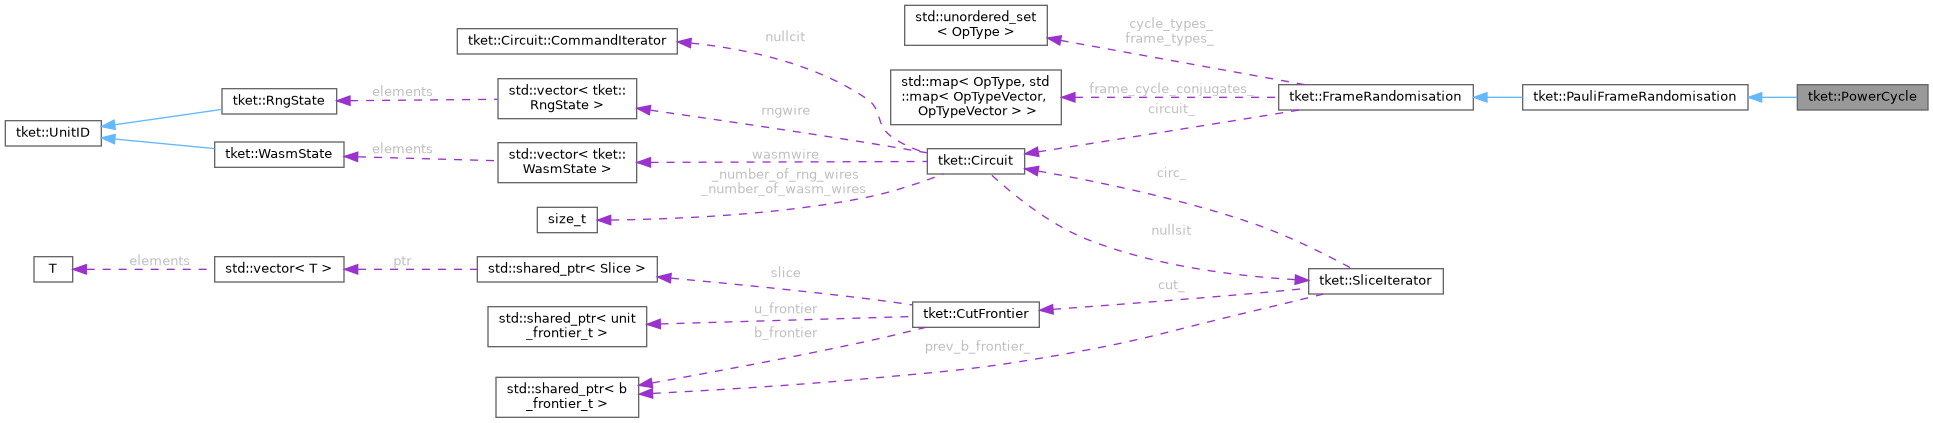 std::unordered_set
< OpType >
cycle_types_
frame_types_
tket::Circuit::CommandIterator
nullcit
std::map< OpType, std
::map< OpTypeVector,
OpTypeVector > >
frame_cycle_conjugates_
circuit_
tket::FrameRandomisation
tket::PauliFrameRandomisation
tket::PowerCycle
tket::RngState
elements
std::vector< tket::
RngState >
rngwire
tket::UnitID
tket::WasmState
elements
std::vector< tket::
WasmState >
wasmwire
tket::Circuit
_number_of_rng_wires
_number_of_wasm_wires
size_t
circ_
nullsit
T
elements
std::vector< T >
ptr
std::shared_ptr< Slice >
slice
tket::SliceIterator
cut_
std::shared_ptr< unit
_frontier_t >
u_frontier
b_frontier
tket::CutFrontier
prev_b_frontier_
std::shared_ptr< b
_frontier_t >